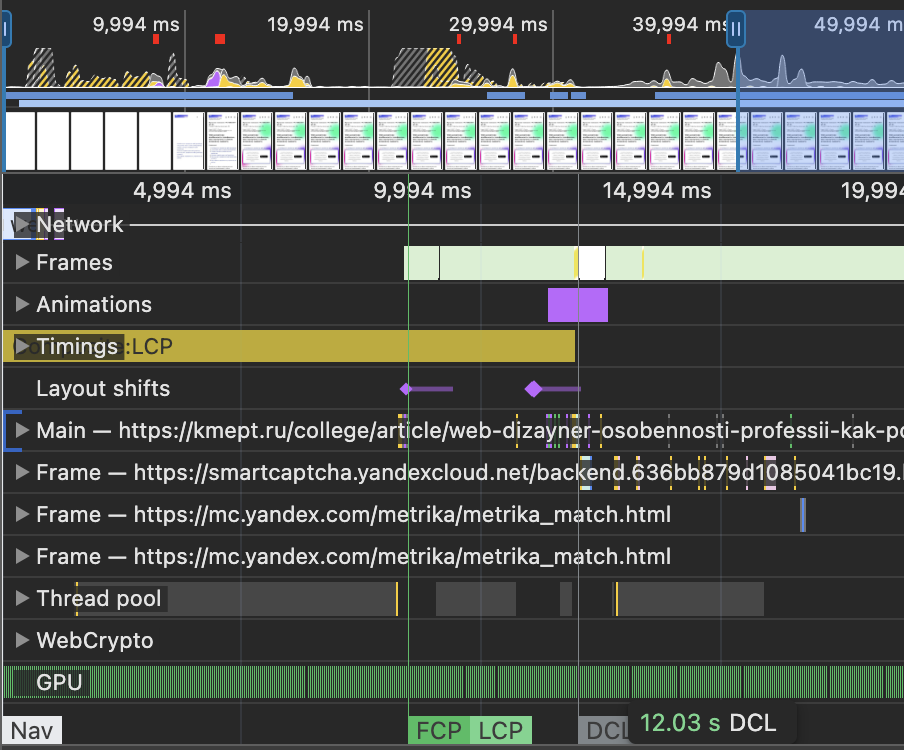 9,994 ms 19,994 ms 29,994 ms 39,994 ms 49,994 m
4,994 ms 9,994 ms 14,994 ms 19,994
Network
Frames
Animations
Timings :LCP
Layout shifts
Main — https://kmept.ru/college/article/web-dizayner-osobennosti-professii-kak-po
Frame — https://smartcaptcha.yandexcloud.net/backend.636bb879d1085041bc19.
Frame — https://mc.yandex.com/metrika/metrika_match.html
Frame — https://mc.yandex.com/metrika/metrika_match.html
Thread pool
WebCrypto
GPU
Nav FCP LCP DCL 12.03 s DCL